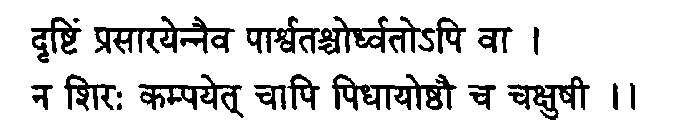 दृष्टिं प्रसारयेन्नैव पार्श्वतश्चोर्ध्वतोऽपि वा ।
न शिरः कम्पयेत् चापि पिधायोष्ठौ च चक्षुषी ।।